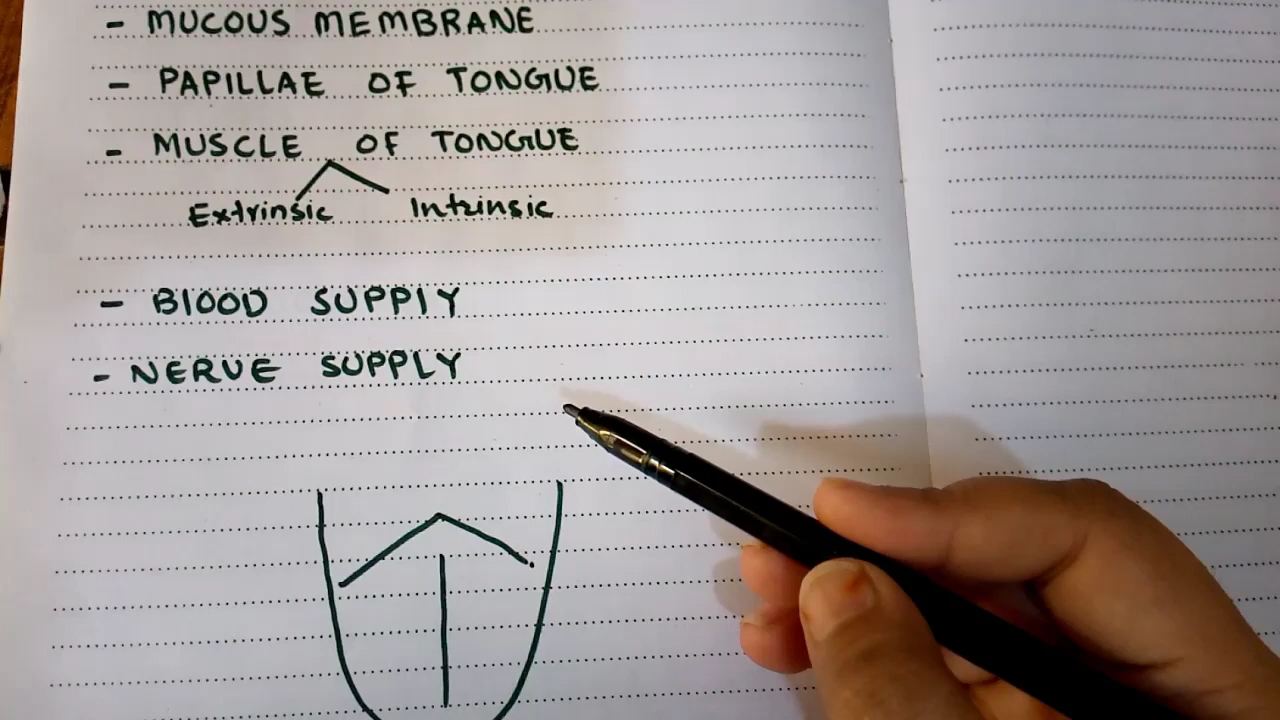 - MUCOUS MEMBRANE
- PAPILLAE OF TONGUE
- MUSCLE OF TONGUE
Extrinsic Intrinsic
- BlOOD SUPPlY
- NERVE SUPPLY